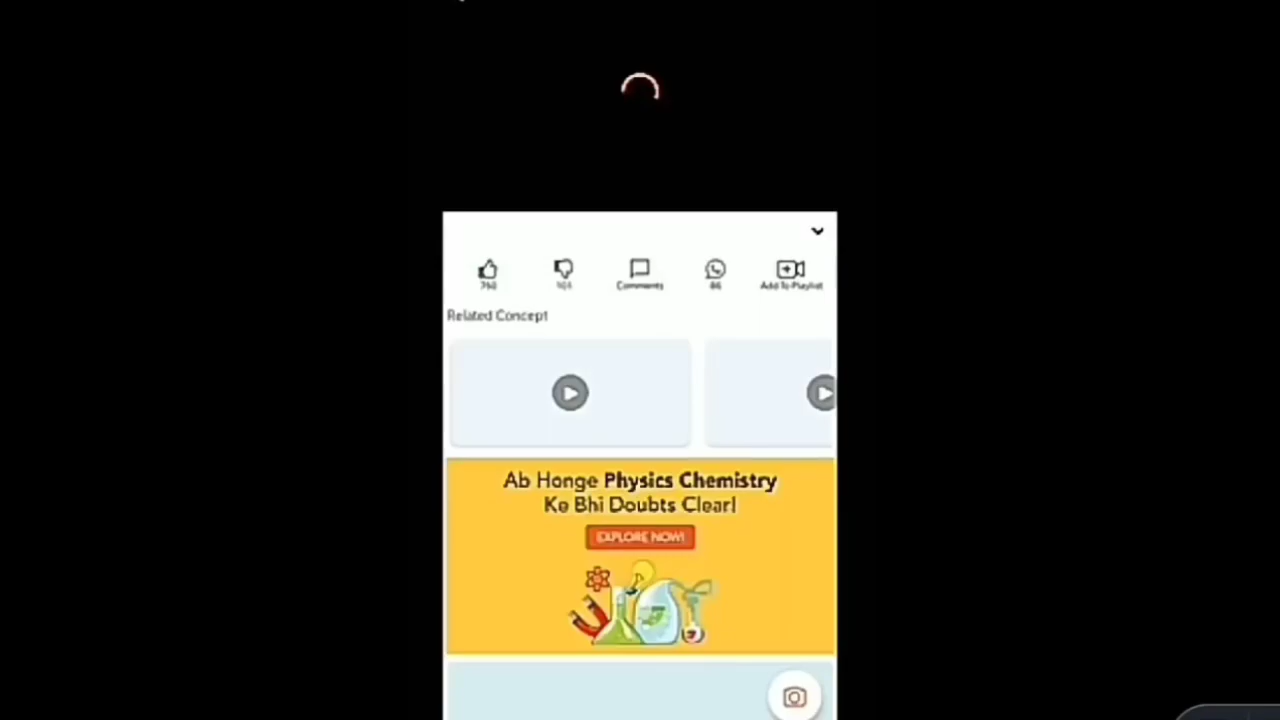 Comments
Add To Playlist
Related Concept
Ab Honge Physics Chemistry
Ke Bhi Doubts Clear!
EXPLORE NOW!